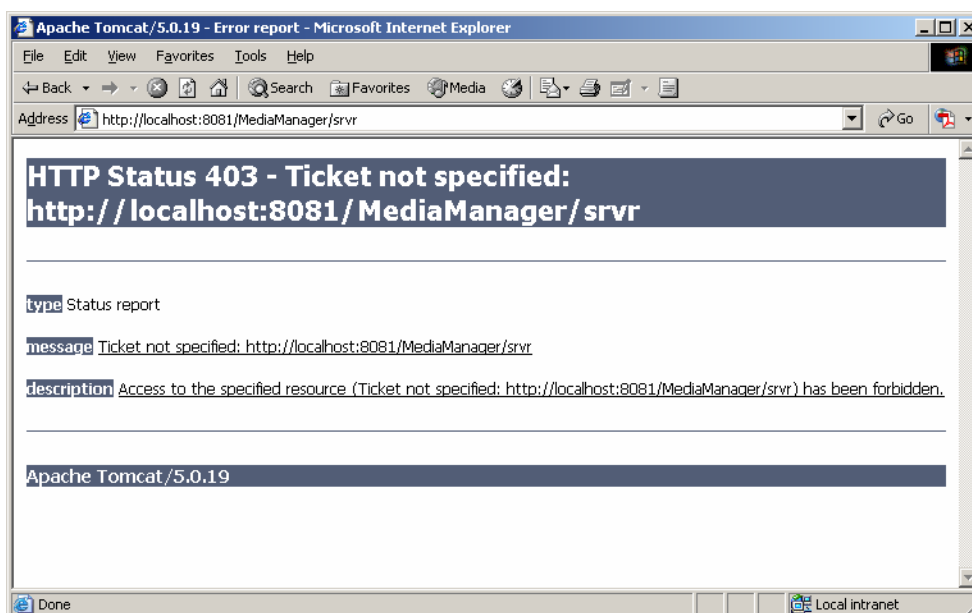 Apache Tomcat/5.0.19 - Error report - Microsoft Internet Explorer
File Edit View Favorites Tools Help
Back Search Favorites Media
Address http://localhost:8081/MediaManager/srvr Go
HTTP Status 403 - Ticket not specified:
http://localhost:8081/MediaManager/srvr
type Status report
message Ticket not specified: http://localhost:8081/MediaManager/srvr
description Access to the specified resource (Ticket not specified: http://localhost:8081/MediaManager/srvr) has been forbidden.
Apache Tomcat/5.0.19
Done Local intranet